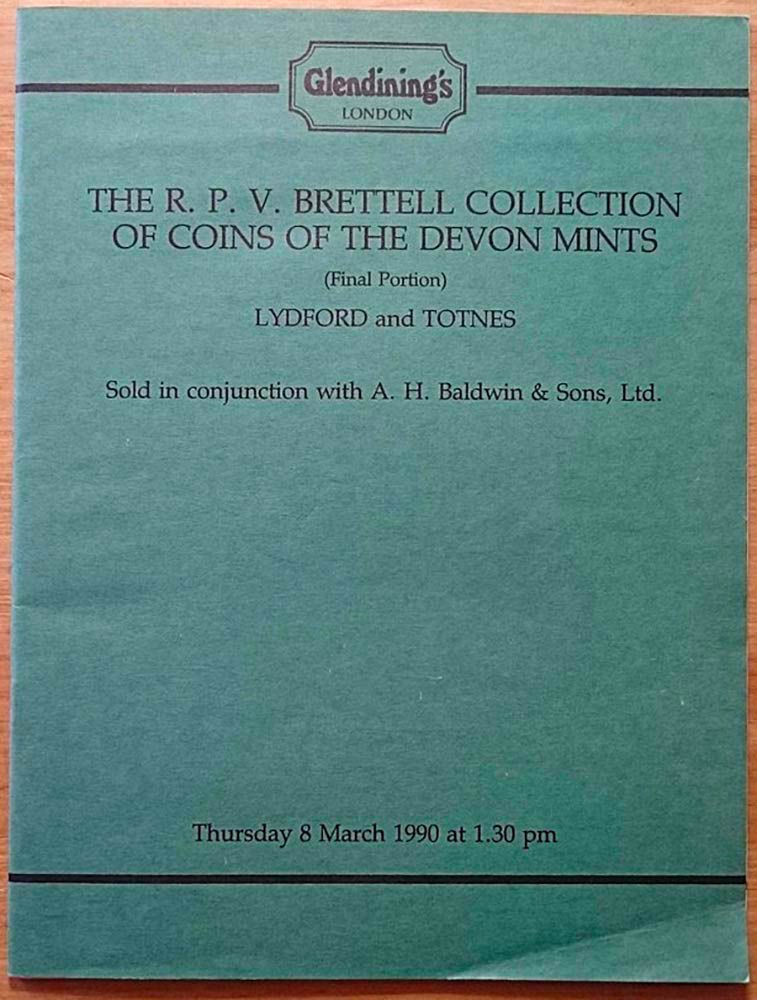 Glendining's
LONDON
THE R. P. V. BRETTELL COLLECTION
OF COINS OF THE DEVON MINTS
(Final Portion)
LYDFORD and TOTNES
Sold in conjunction with A. H. Baldwin & Sons, Ltd.
Thursday 8 March 1990 at 1.30 pm